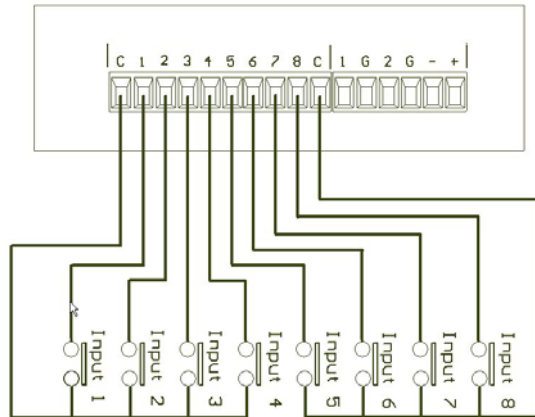 C 1 2 3 4 5 6 7 8 C 1 G 2 G - +
Input 1
Input 2
Input 3
Input 4
Input 5
Input 6
Input 7
Input 8